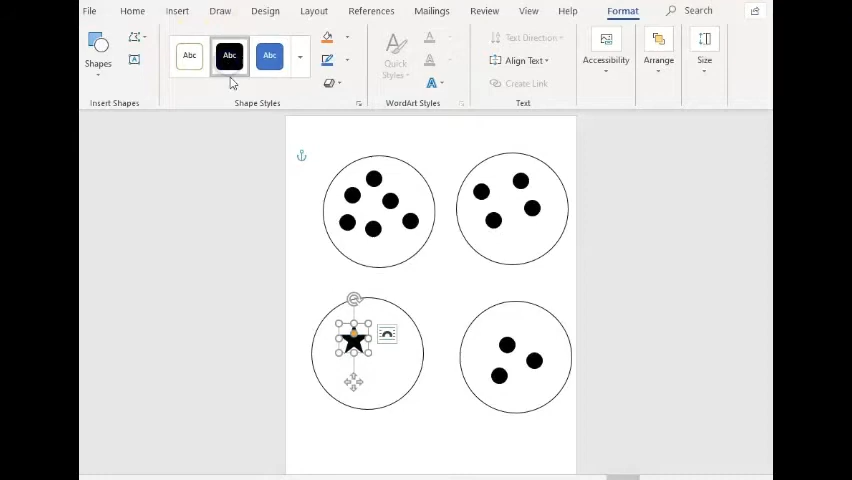 File Home Insert Draw Design Layout References Mailings Review View Help Format Search
Abc Abc Abc
Shapes
Quick
Styles
Text Direction
Align Text
Create Link
Accessibility
Arrange
Size
Insert Shapes Shape Styles WordArt Styles Text